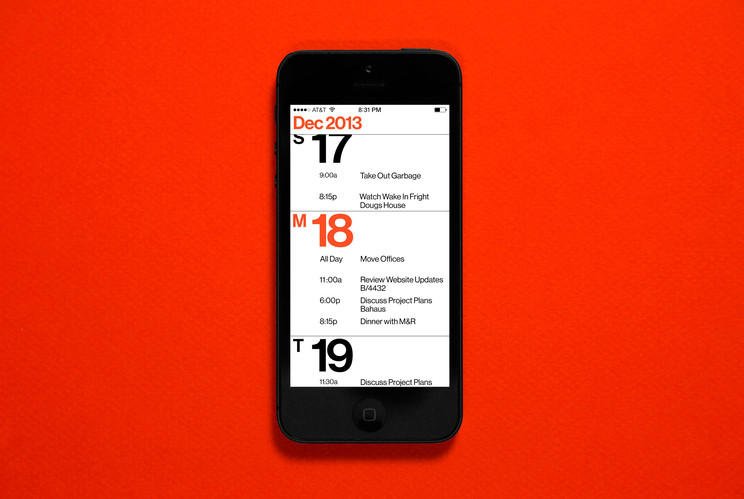 AT&T 8:31 PM
Dec 2013
S 17
9:00a Take Out Garbage
8:15p Watch Wake In Fright
Dougs House
M 18
All Day Move Offices
11:00a Review Website Updates
B/4432
6:00p Discuss Project Plans
Bahaus
8:15p Dinner with M&R
T 19
11:30a Discuss Project Plans